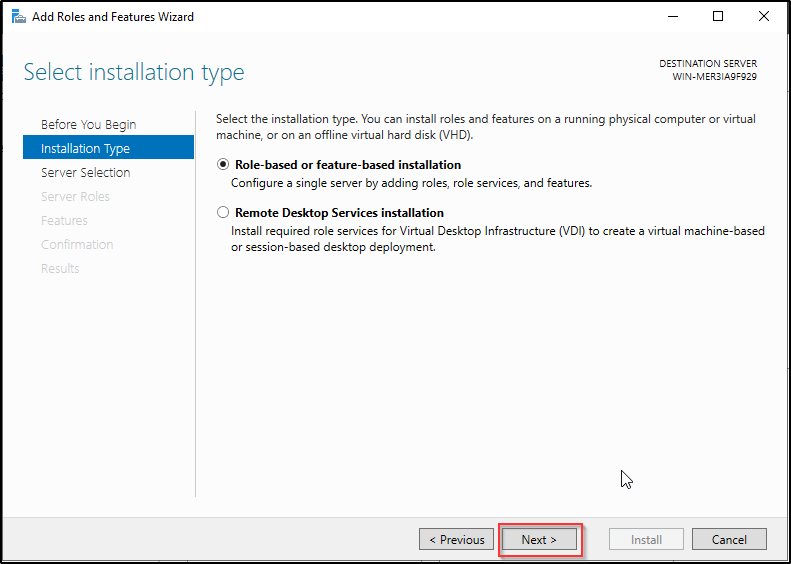 Add Roles and Features Wizard
Select installation type
DESTINATION SERVER
WIN-MER3IA9F929
Before You Begin
Installation Type
Server Selection
Server Roles
Features
Confirmation
Results
Select the installation type. You can install roles and features on a running physical computer or virtual
machine, or on an offline virtual hard disk (VHD).
Role-based or feature-based installation
Configure a single server by adding roles, role services, and features.
Remote Desktop Services installation
Install required role services for Virtual Desktop Infrastructure (VDI) to create a virtual machine-based
or session-based desktop deployment.
< Previous
Next >
Install
Cancel